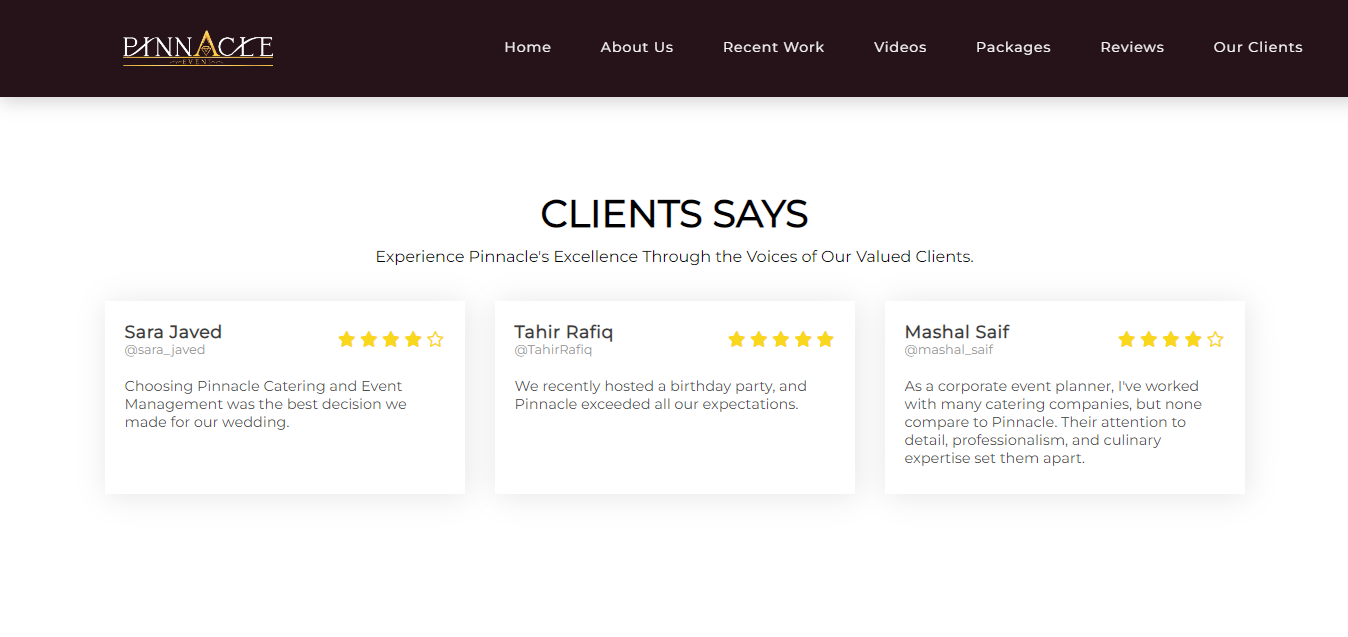 PINNACLE
EVENT
Home About Us Recent Work Videos Packages Reviews Our Clients
CLIENTS SAYS
Experience Pinnacle's Excellence Through the Voices of Our Valued Clients.
Sara Javed
@sara_javed
Choosing Pinnacle Catering and Event
Management was the best decision we
made for our wedding.
Tahir Rafiq
@TahirRafiq
We recently hosted a birthday party, and
Pinnacle exceeded all our expectations.
Mashal Saif
@mashal_saif
As a corporate event planner, I've worked
with many catering companies, but none
compare to Pinnacle. Their attention to
detail, professionalism, and culinary
expertise set them apart.